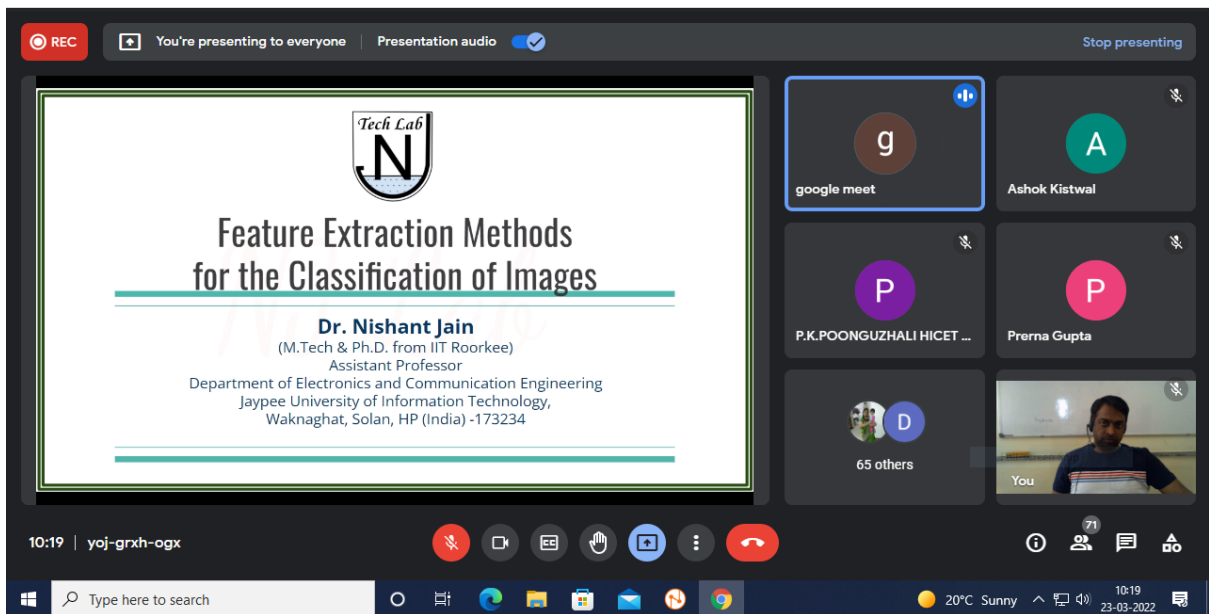 REC
You're presenting to everyone
Presentation audio
Stop presenting
Tech Lab
N
Feature Extraction Methods
for the Classification of Images
Dr. Nishant Jain
(M.Tech & Ph.D. from IIT Roorkee)
Assistant Professor
Department of Electronics and Communication Engineering
Jaypee University of Information Technology,
Waknaghat, Solan, HP (India) -173234
g
google meet
A
Ashok Kistwal
P
P.K.POONGUZHALI HICET ...
P
Prerna Gupta
D
65 others
You
10:19 | yoj-grxh-ogx
CC
71
Type here to search
20°C Sunny
10:19
23-03-2022